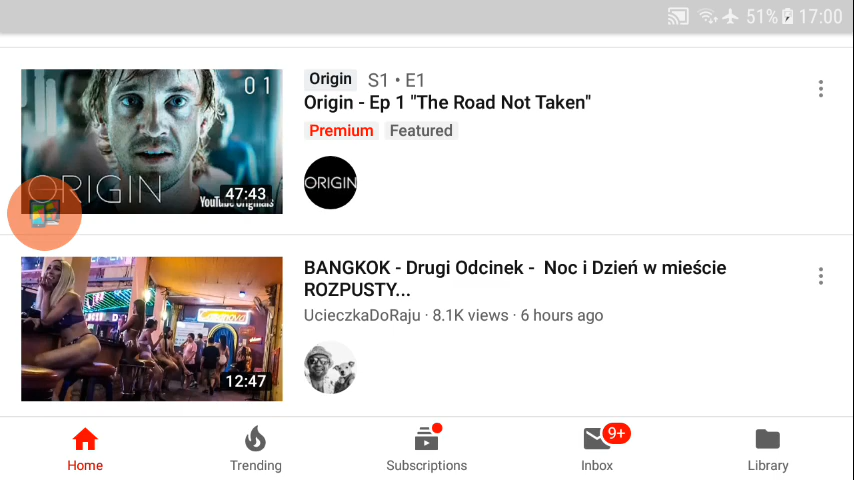 51% 17:00
01
ORIGIN
YouTube Originals
47:43
Origin S1 • E1
Origin - Ep 1 "The Road Not Taken"
Premium Featured
ORIGIN
Casanova
12:47
BANGKOK - Drugi Odcinek - Noc i Dzień w mieście
ROZPUSTY...
UcieczkaDoRaju · 8.1K views · 6 hours ago
9+
Home Trending Subscriptions Inbox Library